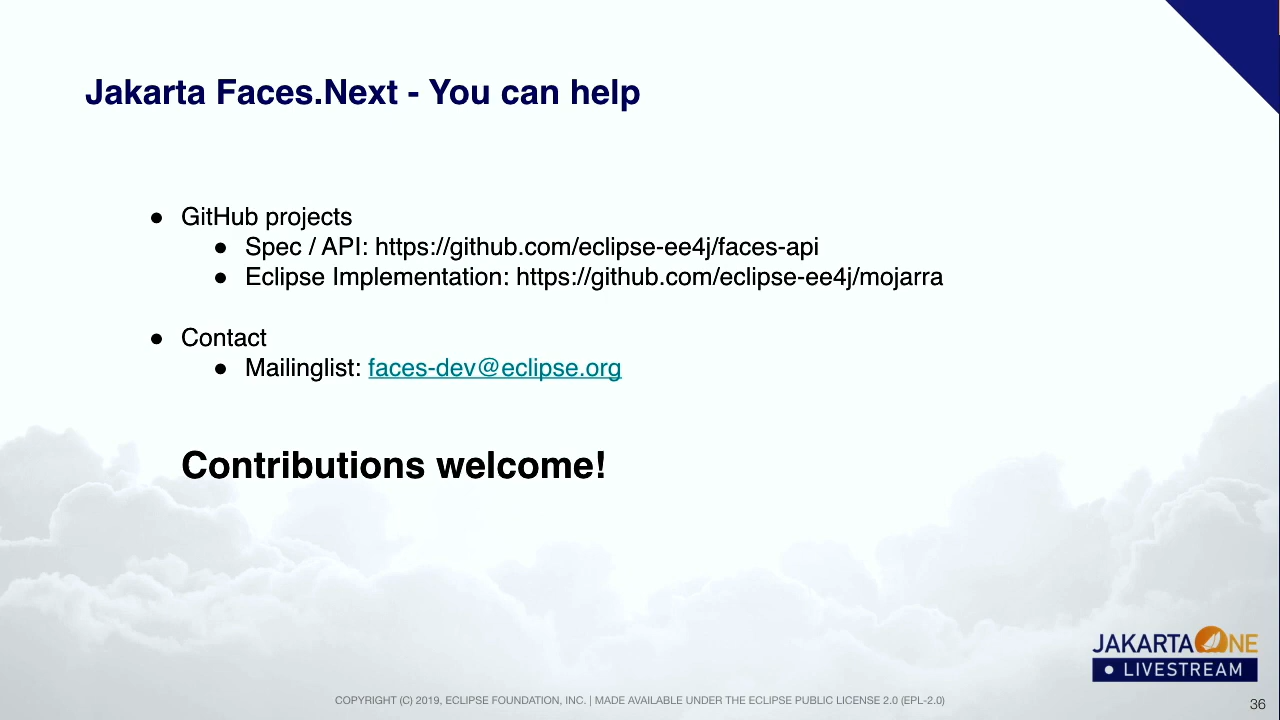 Jakarta Faces.Next - You can help
● GitHub projects
● Spec / API: https://github.com/eclipse-ee4j/faces-api
● Eclipse Implementation: https://github.com/eclipse-ee4j/mojarra
● Contact
● Mailinglist: faces-dev@eclipse.org
Contributions welcome!
JAKARTA ONE
● LIVESTREAM
COPYRIGHT (C) 2019, ECLIPSE FOUNDATION, INC. | MADE AVAILABLE UNDER THE ECLIPSE PUBLIC LICENSE 2.0 (EPL-2.0)
36